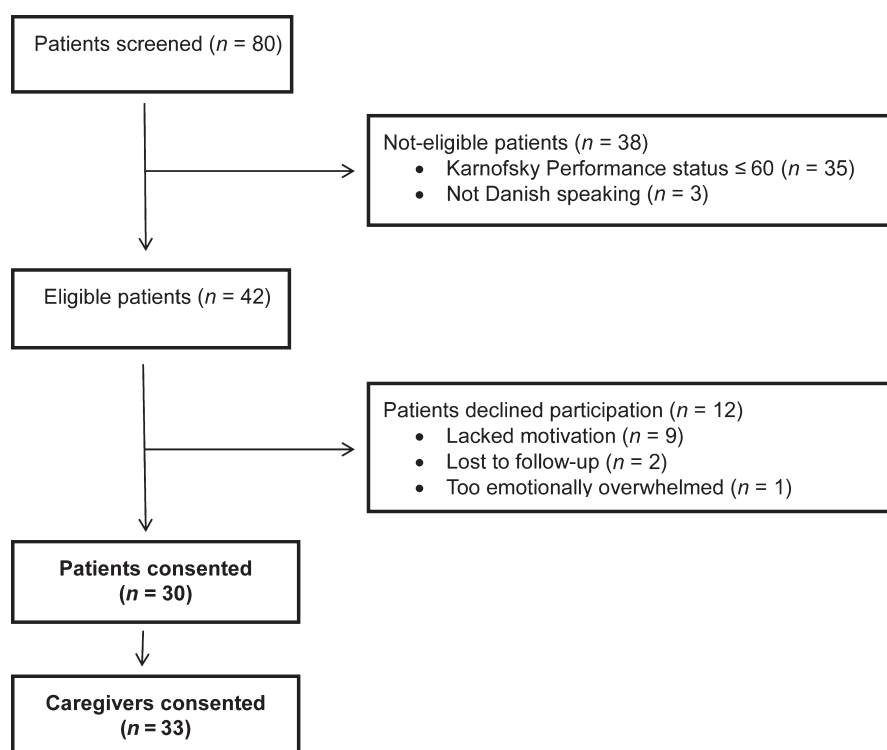 Patients screened (n = 80)
Not-eligible patients (n = 38)
• Karnofsky Performance status ≤ 60 (n = 35)
• Not Danish speaking (n = 3)
Eligible patients (n = 42)
Patients declined participation (n = 12)
• Lacked motivation (n = 9)
• Lost to follow-up (n = 2)
• Too emotionally overwhelmed (n = 1)
Patients consented
(n = 30)
Caregivers consented
(n = 33)